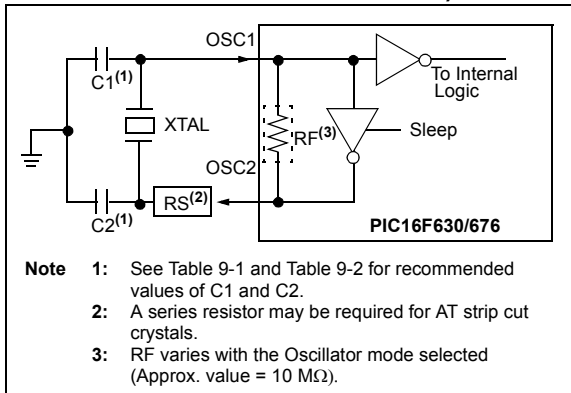 OSC1
C1(1)
To Internal
Logic
XTAL
RF(3)
Sleep
OSC2
C2(1)
RS(2)
PIC16F630/676
Note 1: See Table 9-1 and Table 9-2 for recommended
values of C1 and C2.
2: A series resistor may be required for AT strip cut
crystals.
3: RF varies with the Oscillator mode selected
(Approx. value = 10 MΩ).